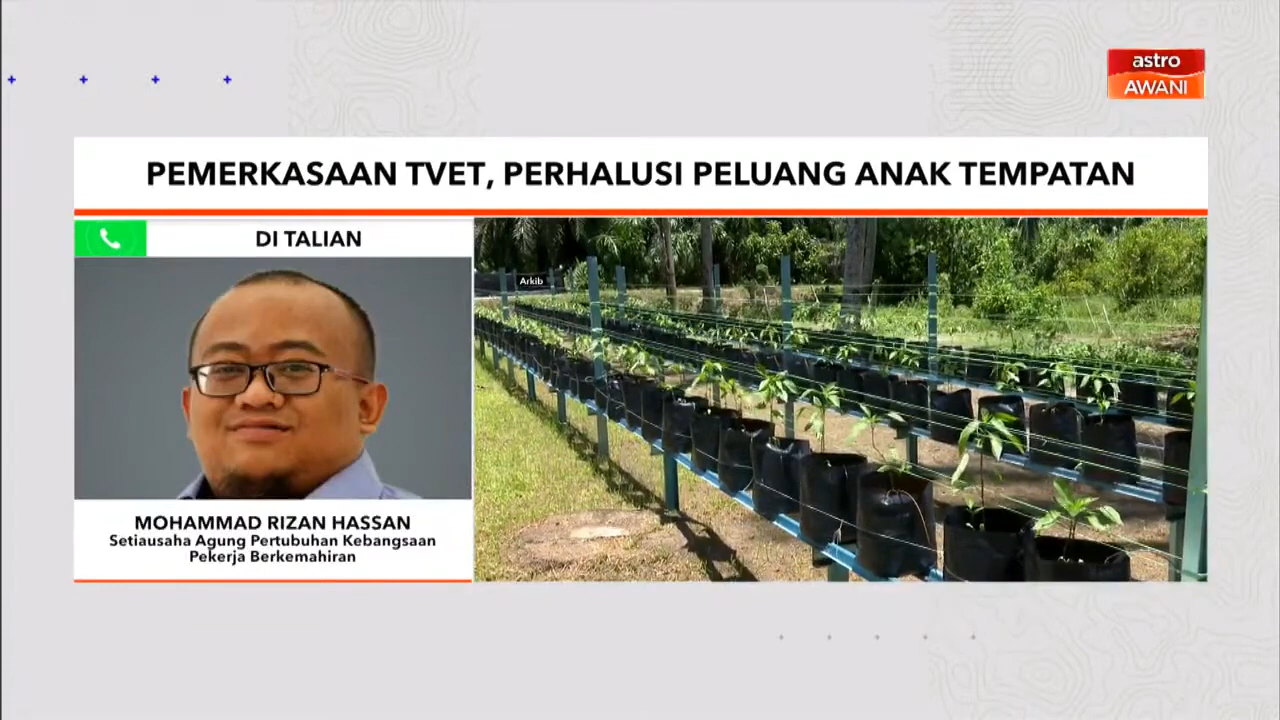 astro
AWANI
PEMERKASAAN TVET, PERHALUSI PELUANG ANAK TEMPATAN
DI TALIAN
Arkib
MOHAMMAD RIZAN HASSAN
Setiausaha Agung Pertubuhan Kebangsaan
Pekerja Berkemahiran